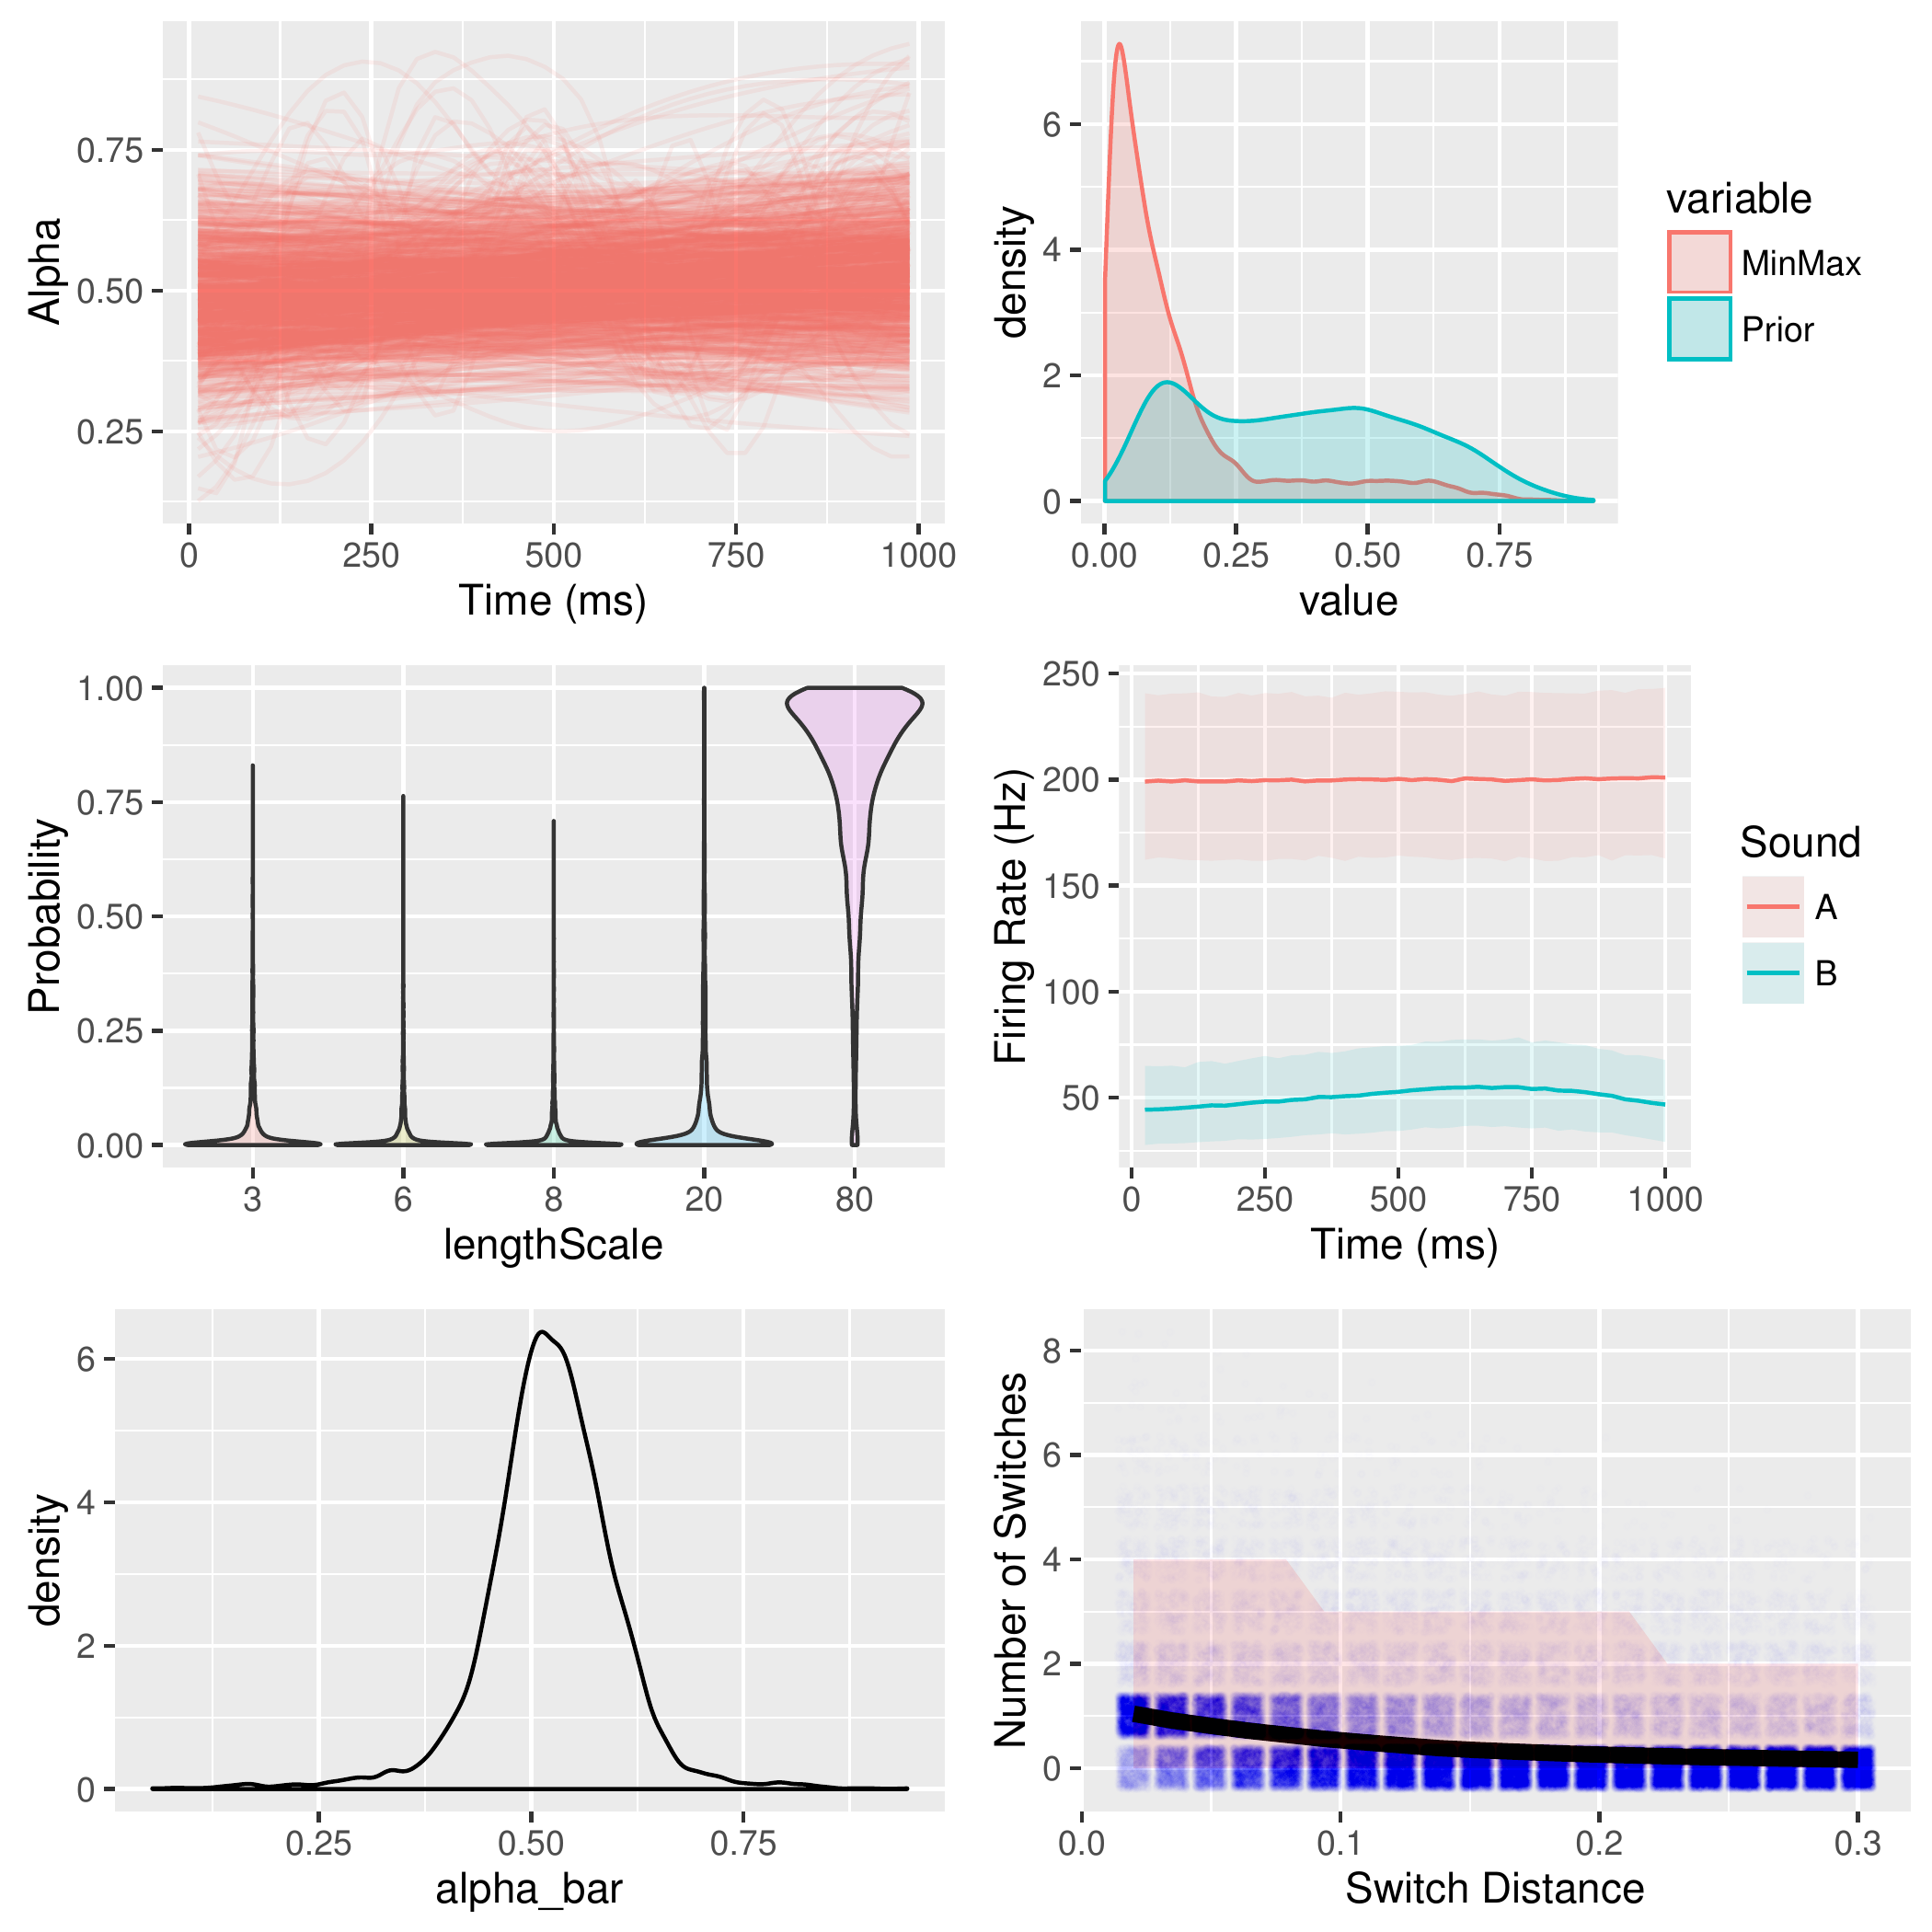 Alpha
0.75
0.50
0.25
0 250 500 750 1000
Time (ms)
density
6
4
2
0
0.00 0.25 0.50 0.75
value
variable
MinMax
Prior
Probability
1.00
0.75
0.50
0.25
0.00
3 6 8 20 80
lengthScale
Firing Rate (Hz)
250
200
150
100
50
0 250 500 750 1000
Time (ms)
Sound
A
B
density
6
4
2
0
0.25 0.50 0.75
alpha_bar
Number of Switches
8
6
4
2
0
0.0 0.1 0.2 0.3
Switch Distance